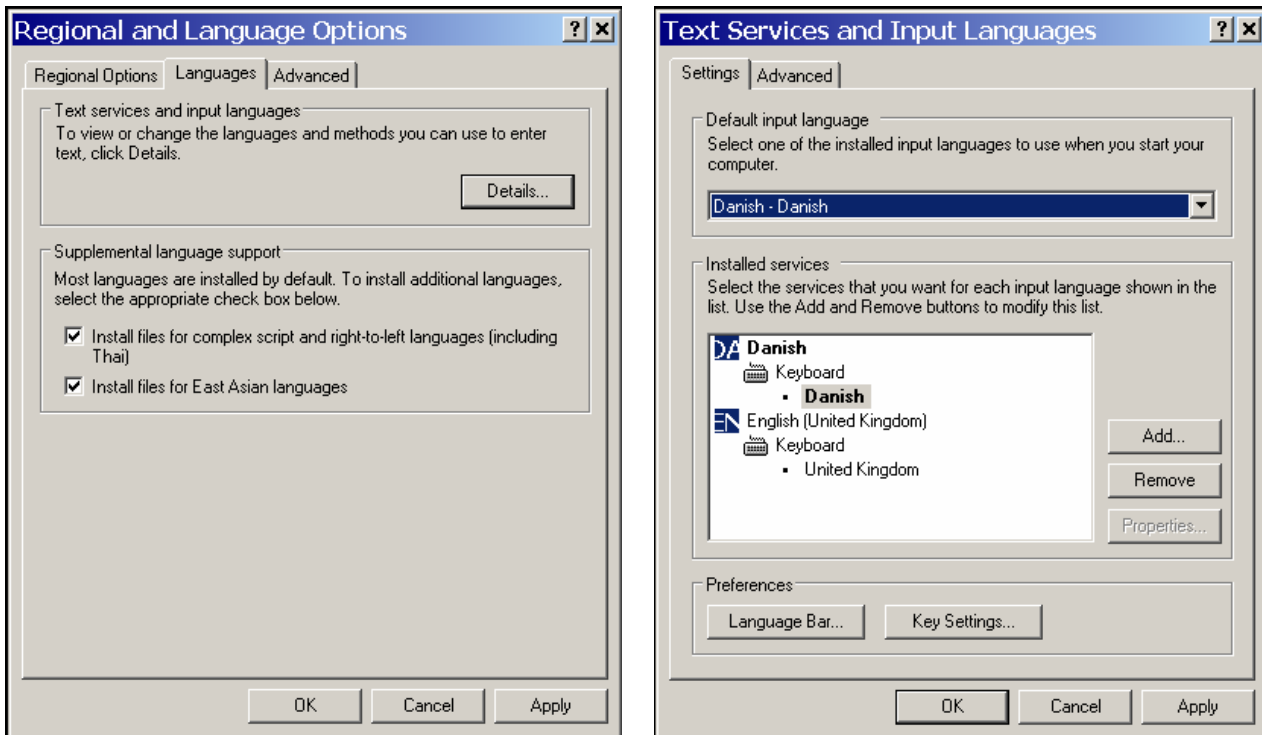 Regional and Language Options
Regional Options Languages Advanced
Text services and input languages
To view or change the languages and methods you can use to enter
text, click Details.
Details...
Supplemental language support
Most languages are installed by default. To install additional languages,
select the appropriate check box below.
Install files for complex script and right-to-left languages (including
Thai)
Install files for East Asian languages
OK Cancel Apply
Text Services and Input Languages
Settings Advanced
Default input language
Select one of the installed input languages to use when you start your
computer.
Danish - Danish
Installed services
Select the services that you want for each input language shown in the
list. Use the Add and Remove buttons to modify this list.
DA Danish
Keyboard
• Danish
EN English (United Kingdom)
Keyboard
• United Kingdom
Add...
Remove
Properties...
Preferences
Language Bar... Key Settings...
OK Cancel Apply